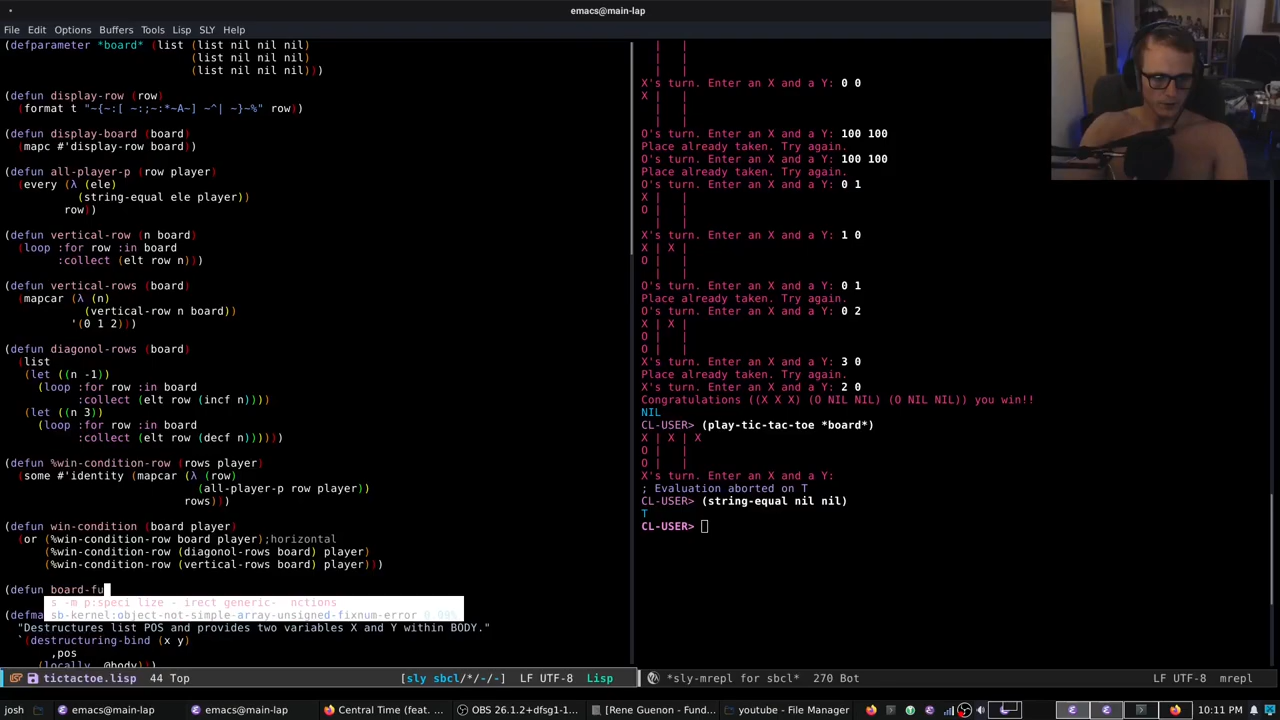 emacs@main-lap
File Edit Options Buffers Tools Lisp SLY Help
(defparameter *board* (list (list nil nil nil)
(list nil nil nil)
(list nil nil nil)))
(defun display-row (row)
(format t "~{~:[ ~:;~:*~A~] ~^| ~}~%" row))
(defun display-board (board)
(mapc #'display-row board))
(defun all-player-p (row player)
(every (λ (ele)
(string-equal ele player))
row))
(defun vertical-row (n board)
(loop :for row :in board
:collect (elt row n)))
(defun vertical-rows (board)
(mapcar (λ (n)
(vertical-row n board))
'(0 1 2)))
(defun diagonol-rows (board)
(list
(let ((n -1))
(loop :for row :in board
:collect (elt row (incf n))))
(let ((n 3))
(loop :for row :in board
:collect (elt row (decf n))))))
(defun %win-condition-row (rows player)
(some #'identity (mapcar (λ (row)
(all-player-p row player))
rows)))
(defun win-condition (board player)
(or (%win-condition-row board player);horizontal
(%win-condition-row (diagonol-rows board) player)
(%win-condition-row (vertical-rows board) player)))
(defun board-fu
sb-kernel:object-not-simple-array-unsigned-fixnum-error
(defma
"Destructures list POS and provides two variables X and Y within BODY."
`(destructuring-bind (x y)
,pos
(locally ,@body)))
tictactoe.lisp 44 Top [sly sbcl/*/-/-] LF UTF-8 Lisp
| |
| |
| |
X's turn. Enter an X and a Y: 0 0
X | |
| |
| |
O's turn. Enter an X and a Y: 100 100
Place already taken. Try again.
O's turn. Enter an X and a Y: 100 100
Place already taken. Try again.
O's turn. Enter an X and a Y: 0 1
X | |
O | |
| |
X's turn. Enter an X and a Y: 1 0
X | X |
O | |
| |
O's turn. Enter an X and a Y: 0 1
Place already taken. Try again.
O's turn. Enter an X and a Y: 0 2
X | X |
O | |
O | |
X's turn. Enter an X and a Y: 3 0
Place already taken. Try again.
X's turn. Enter an X and a Y: 2 0
Congratulations ((X X X) (O NIL NIL) (O NIL NIL)) you win!!
NIL
CL-USER> (play-tic-tac-toe *board*)
X | X | X
O | |
O | |
X's turn. Enter an X and a Y:
; Evaluation aborted on T
CL-USER> (string-equal nil nil)
T
CL-USER>
*sly-mrepl for sbcl* 270 Bot LF UTF-8 mrepl
josh emacs@main-lap emacs@main-lap Central Time (feat. ... OBS 26.1.2+dfsg1-1... [Rene Guenon - Fund... youtube - File Manager 10:11 PM